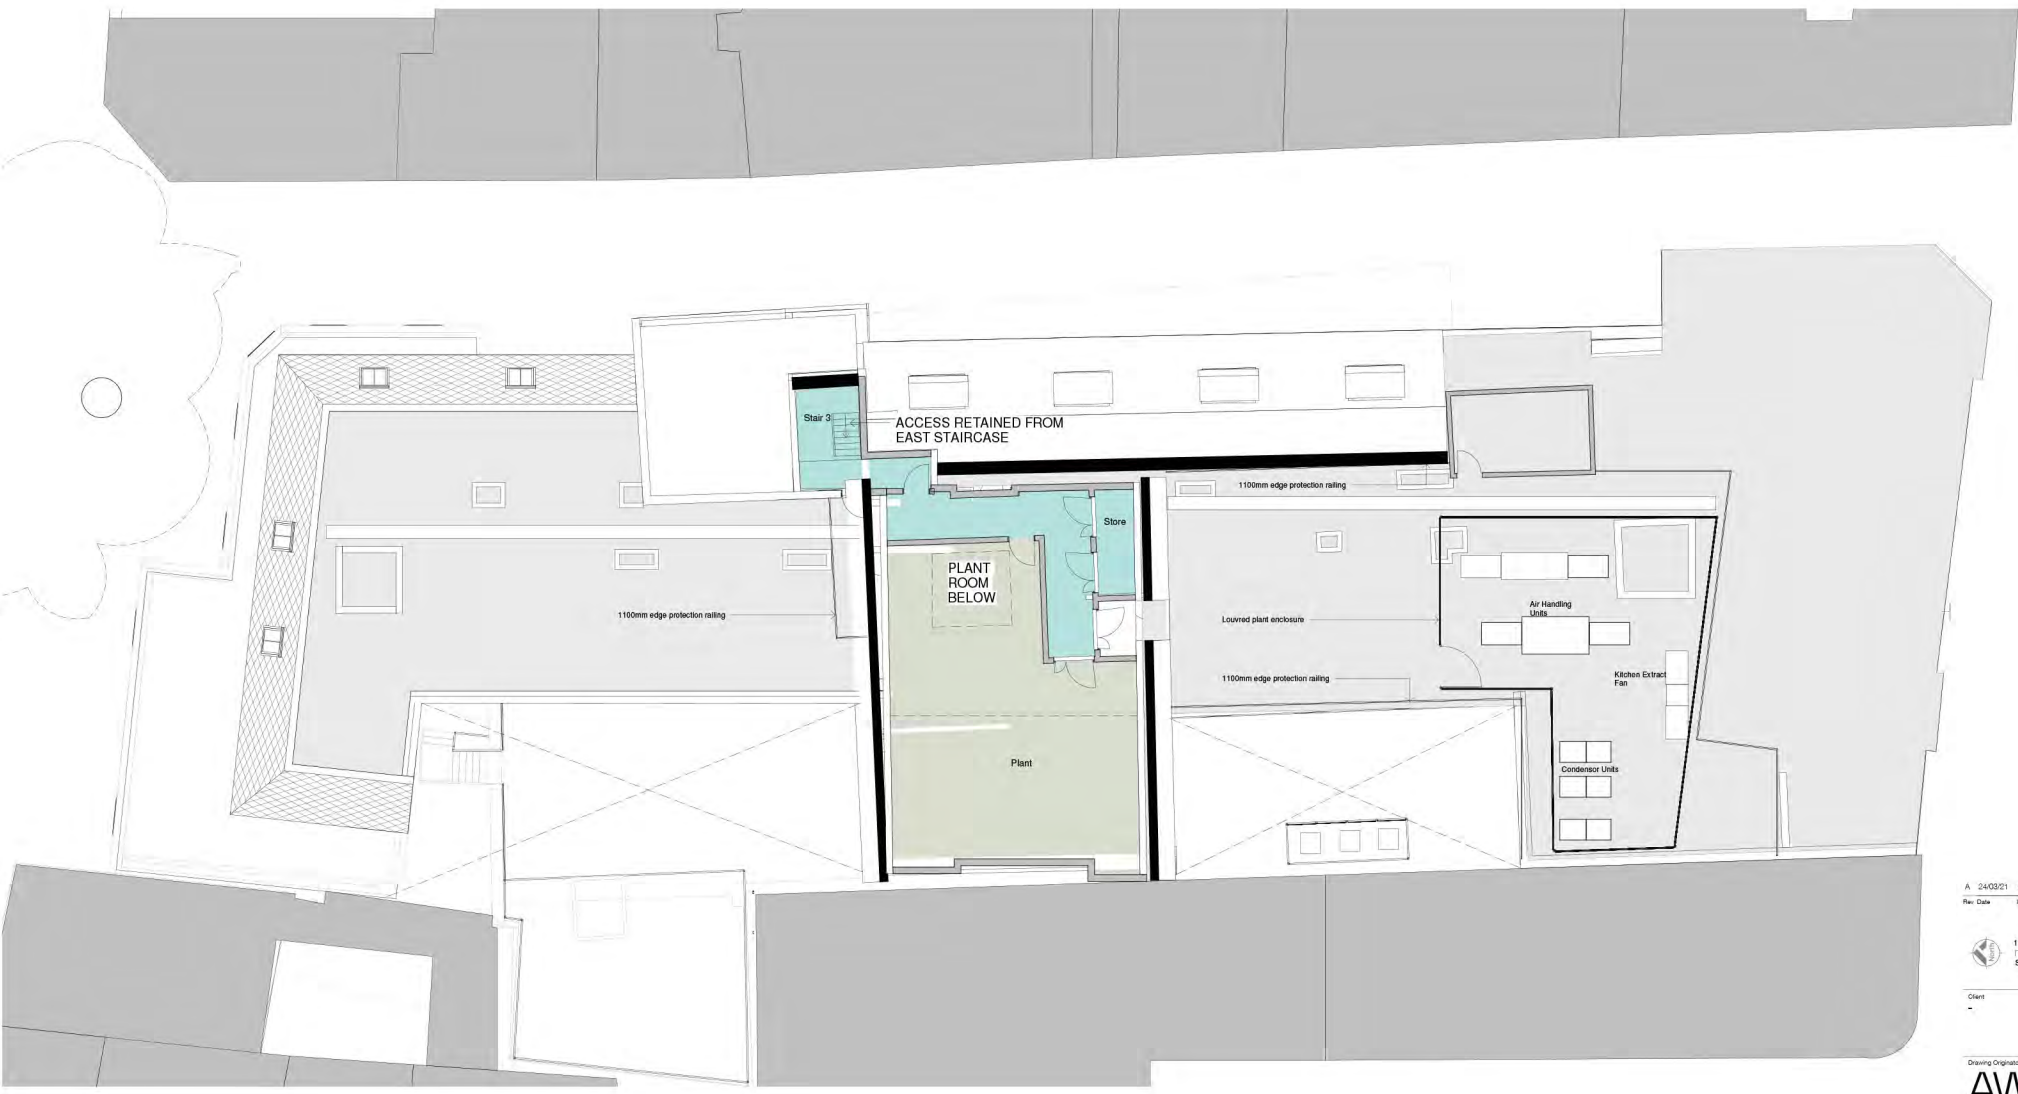 Stair 3
ACCESS RETAINED FROM
EAST STAIRCASE
1100mm edge protection railing
Store
PLANT
ROOM
BELOW
1100mm edge protection railing
Air Handling
Units
Louvred plant enclosure
Kitchen Extract
Fan
1100mm edge protection railing
Plant
Condensor Units
A 24/03/21
Rev Date
North
Client
-
Drawing Originato